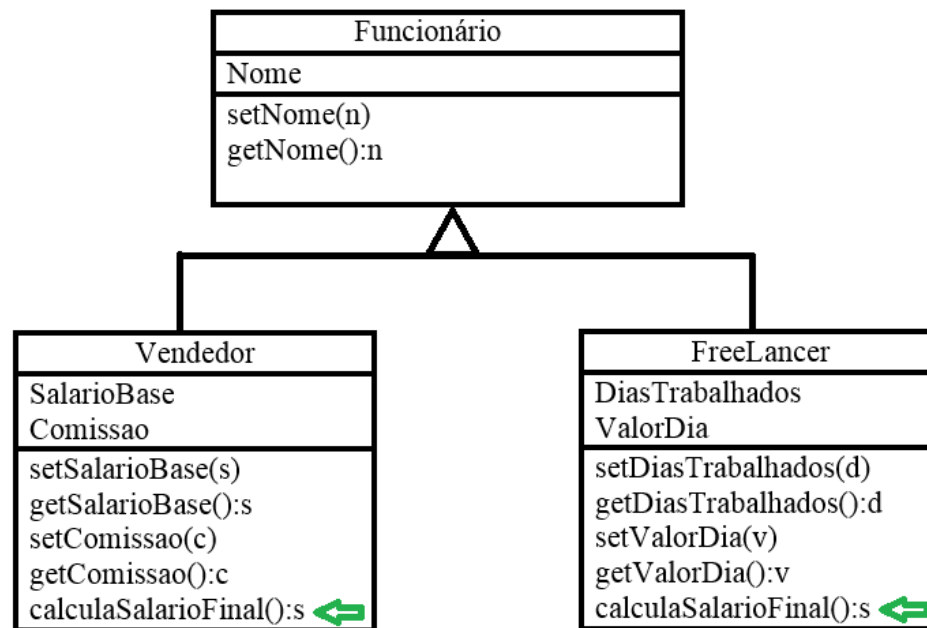 Funcionário
Nome
setNome(n)
getNome():n
Vendedor
SalarioBase
Comissao
setSalarioBase(s)
getSalarioBase():s
setComissao(c)
getComissao():c
calculaSalarioFinal():s
FreeLancer
DiasTrabalhados
ValorDia
setDiasTrabalhados(d)
getDiasTrabalhados():d
setValorDia(v)
getValorDia():v
calculaSalarioFinal():s